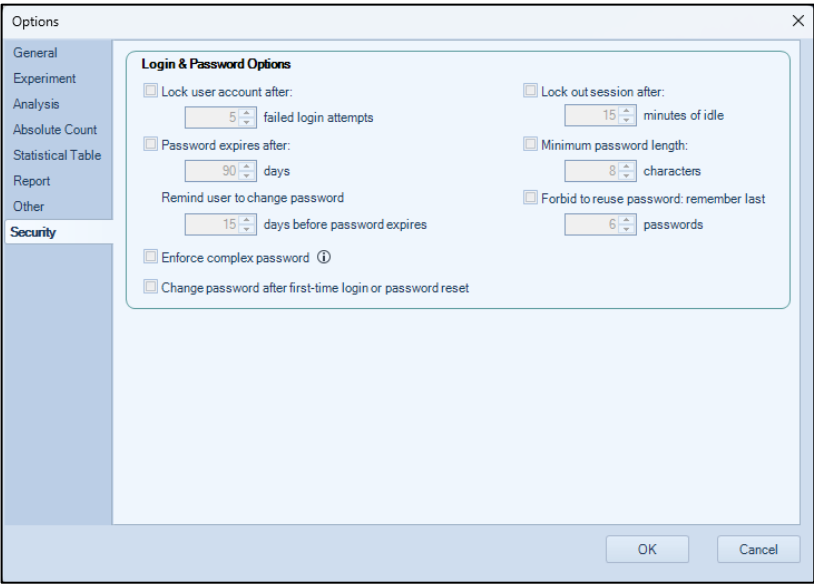 Options
General
Experiment
Analysis
Absolute Count
Statistical Table
Report
Other
Security
Login & Password Options
Lock user account after:
5 failed login attempts
Password expires after:
90 days
Remind user to change password
15 days before password expires
Enforce complex password
Change password after first-time login or password reset
Lock out session after:
15 minutes of idle
Minimum password length:
8 characters
Forbid to reuse password: remember last
6 passwords
OK
Cancel